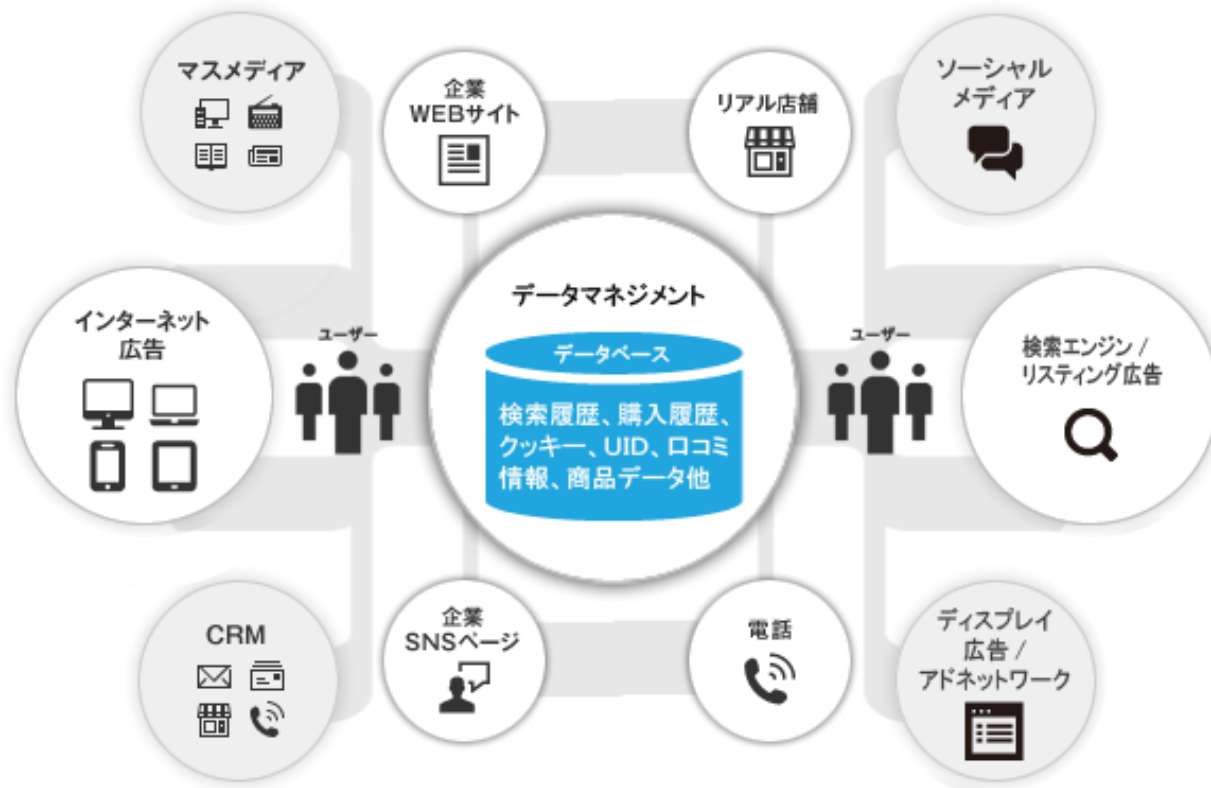 マスメディア
企業
WEBサイト
リアル店舗
ソーシャル
メディア
データマネジメント
インターネット
広告
ユーザー
データベース
検索履歴、購入履歴、
クッキー、UID、口コミ
情報、商品データ他
ユーザー
検索エンジン /
リスティング広告
CRM
企業
SNSページ
電話
ディスプレイ
広告 /
アドネットワーク